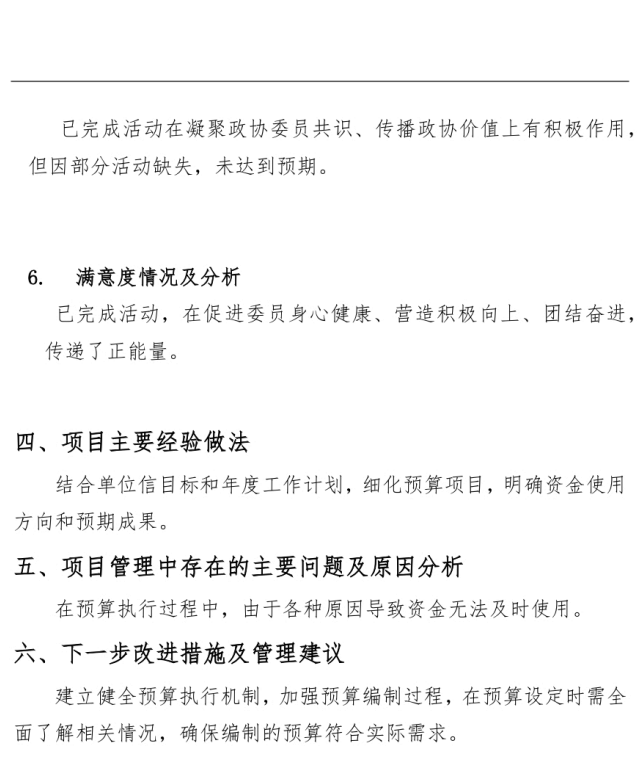 已完成活动在凝聚政协委员共识、传播政协价值上有积极作用，
但因部分活动缺失，未达到预期。
6. 满意度情况及分析
已完成活动，在促进委员身心健康、营造积极向上、团结奋进，
传递了正能量。
四、项目主要经验做法
结合单位信目标和年度工作计划，细化预算项目，明确资金使用
方向和预期成果。
五、项目管理中存在的主要问题及原因分析
在预算执行过程中，由于各种原因导致资金无法及时使用。
六、下一步改进措施及管理建议
建立健全预算执行机制，加强预算编制过程，在预算设定时需全
面了解相关情况，确保编制的预算符合实际需求。